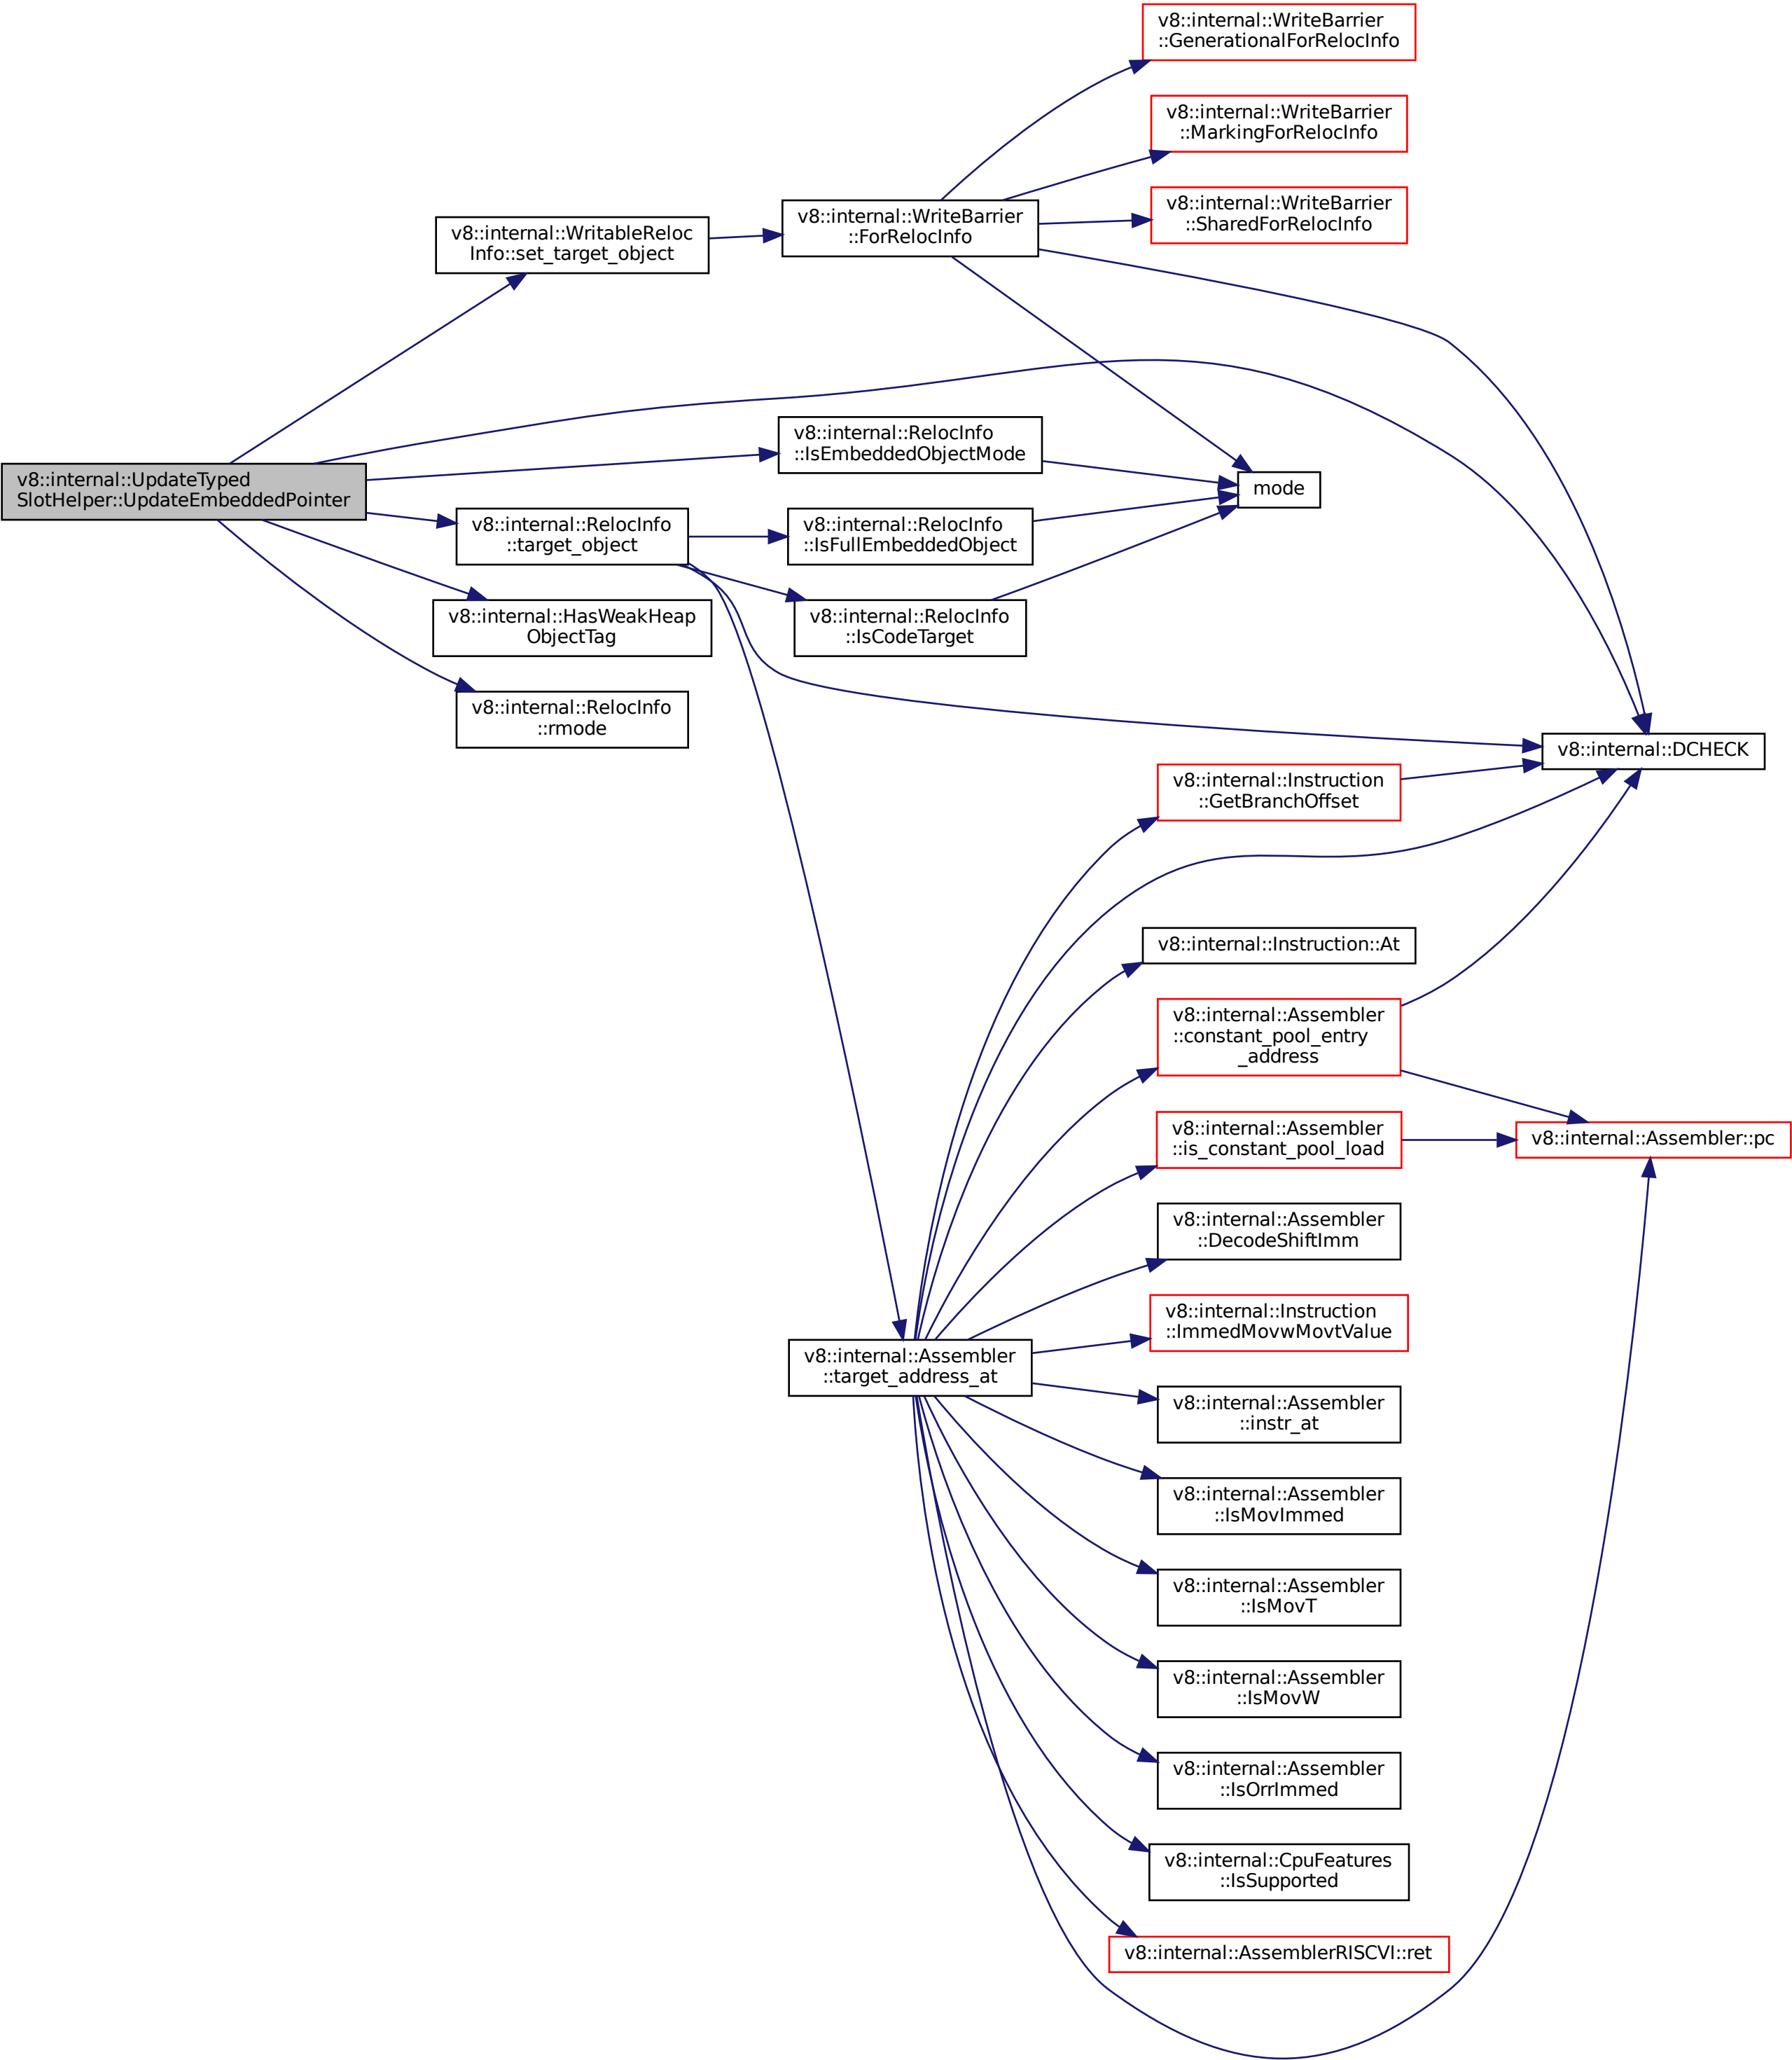 v8::internal::WriteBarrier
::GenerationalForRelocInfo
v8::internal::WriteBarrier
::MarkingForRelocInfo
v8::internal::WriteBarrier
::SharedForRelocInfo
v8::internal::WriteBarrier
::ForRelocInfo
v8::internal::WritableReloc
Info::set_target_object
v8::internal::RelocInfo
::IsEmbeddedObjectMode
v8::internal::UpdateTyped
SlotHelper::UpdateEmbeddedPointer
mode
v8::internal::RelocInfo
::target_object
v8::internal::RelocInfo
::IsFullEmbeddedObject
v8::internal::HasWeakHeap
ObjectTag
v8::internal::RelocInfo
::IsCodeTarget
v8::internal::RelocInfo
::rmode
v8::internal::DCHECK
v8::internal::Instruction
::GetBranchOffset
v8::internal::Instruction::At
v8::internal::Assembler
::constant_pool_entry
_address
v8::internal::Assembler
::is_constant_pool_load
v8::internal::Assembler::pc
v8::internal::Assembler
::DecodeShiftImm
v8::internal::Instruction
::ImmedMovwMovtValue
v8::internal::Assembler
::target_address_at
v8::internal::Assembler
::instr_at
v8::internal::Assembler
::IsMovImmed
v8::internal::Assembler
::IsMovT
v8::internal::Assembler
::IsMovW
v8::internal::Assembler
::IsOrrImmed
v8::internal::CpuFeatures
::IsSupported
v8::internal::AssemblerRISCVI::ret